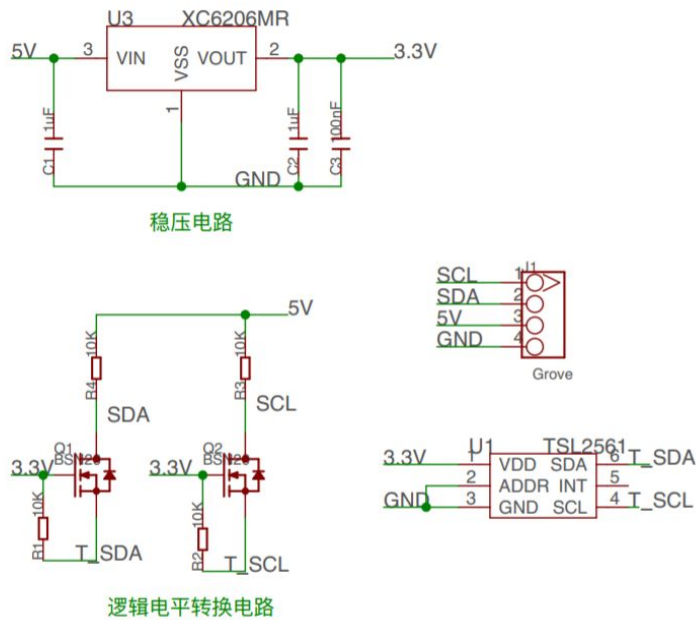 U3 XC6206MR
5V 3 VIN VSS VOUT 2 3.3V
1
C1 1uF
C2 1uF
C3 100nF
GND
稳压电路
5V
R4 10K
R3 10K
SDA
SCL
Q1
BSN20
3.3V
R1 10K
T_SDA
Q2
BSN20
3.3V
R2 10K
T_SCL
逻辑电平转换电路
J1
SCL 1
SDA 2
5V 3
GND 4
Grove
U1 TSL2561
3.3V 1 VDD SDA 6 T_SDA
2 ADDR INT 5
GND 3 GND SCL 4 T_SCL